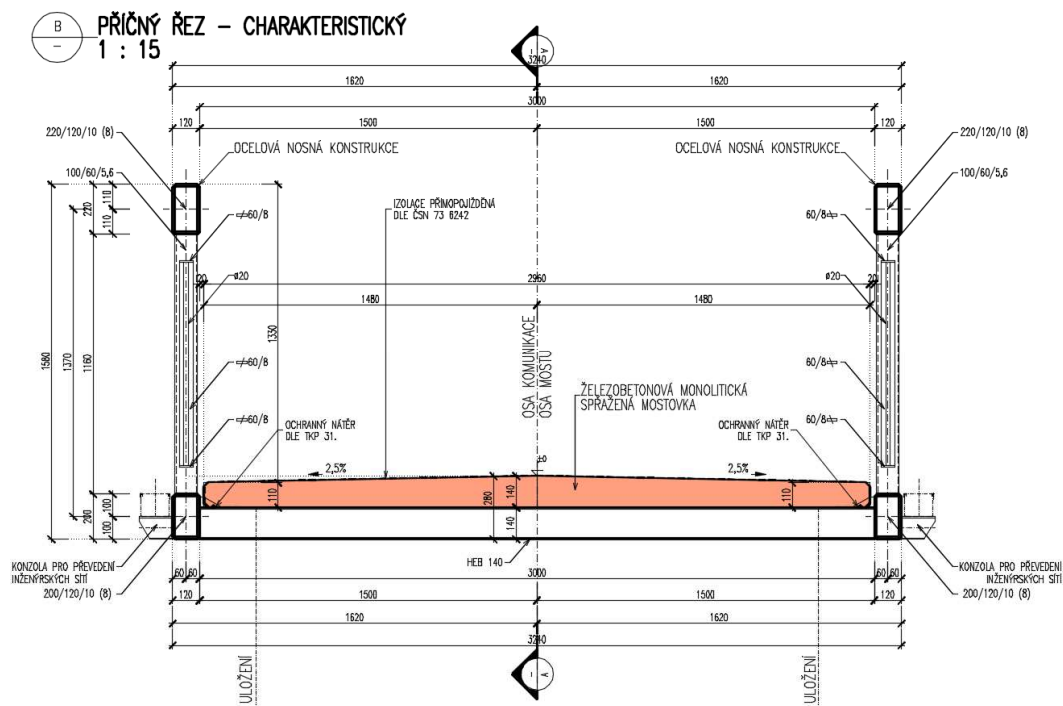 B
–
PŘÍČNÝ ŘEZ – CHARAKTERISTICKÝ
1 : 15
A
3240
1620 1620
3000
120 1500 1500 120
220/120/10 (8)
220/120/10 (8)
OCELOVÁ NOSNÁ KONSTRUKCE
OCELOVÁ NOSNÁ KONSTRUKCE
100/60/5,6
100/60/5,6
110
220
110
IZOLACE PŘÍMOPOJÍŽDĚNÁ
DLE ČSN 73 6242
60/8
60/8
20
ø20
2960
ø20
20
1480 1480
1580
1370
1160
1330
OSA KOMUNIKACE
OSA MOSTU
60/8
60/8
ŽELEZOBETONOVÁ MONOLITICKÁ
SPŘAŽENÁ MOSTOVKA
60/8
60/8
OCHRANNÝ NÁTĚR
DLE TKP 31.
OCHRANNÝ NÁTĚR
DLE TKP 31.
2,5%
±0
2,5%
200
100
100
110
280
140
140
110
HEB 140
KONZOLA PRO PŘEVEDENÍ
INŽENÝRSKÝCH SÍTÍ
200/120/10 (8)
KONZOLA PRO PŘEVEDENÍ
INŽENÝRSKÝCH SÍTÍ
200/120/10 (8)
60 60 3000 60 60
120 1500 1500 120
1620 1620
3240
ULOŽENÍ
ULOŽENÍ
A